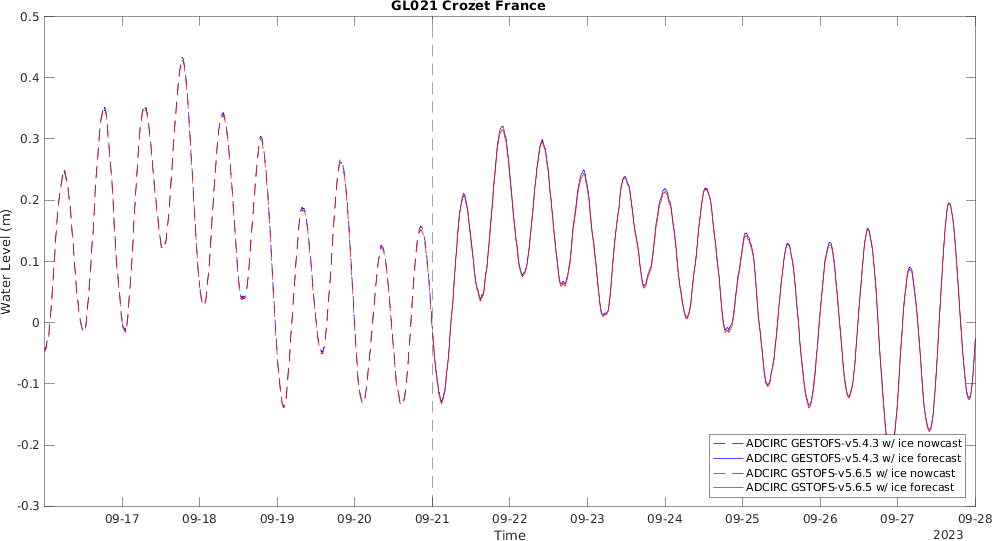 GL021 Crozet France
0.5
0.4
0.3
0.2
0.1
0
-0.1
-0.2
-0.3
Water Level (m)
ADCIRC GESTOFS-v5.4.3 w/ ice nowcast
ADCIRC GESTOFS-v5.4.3 w/ ice forecast
ADCIRC GSTOFS-v5.6.5 w/ ice nowcast
ADCIRC GSTOFS-v5.6.5 w/ ice forecast
09-17 09-18 09-19 09-20 09-21 09-22 09-23 09-24 09-25 09-26 09-27 09-28
Time
2023